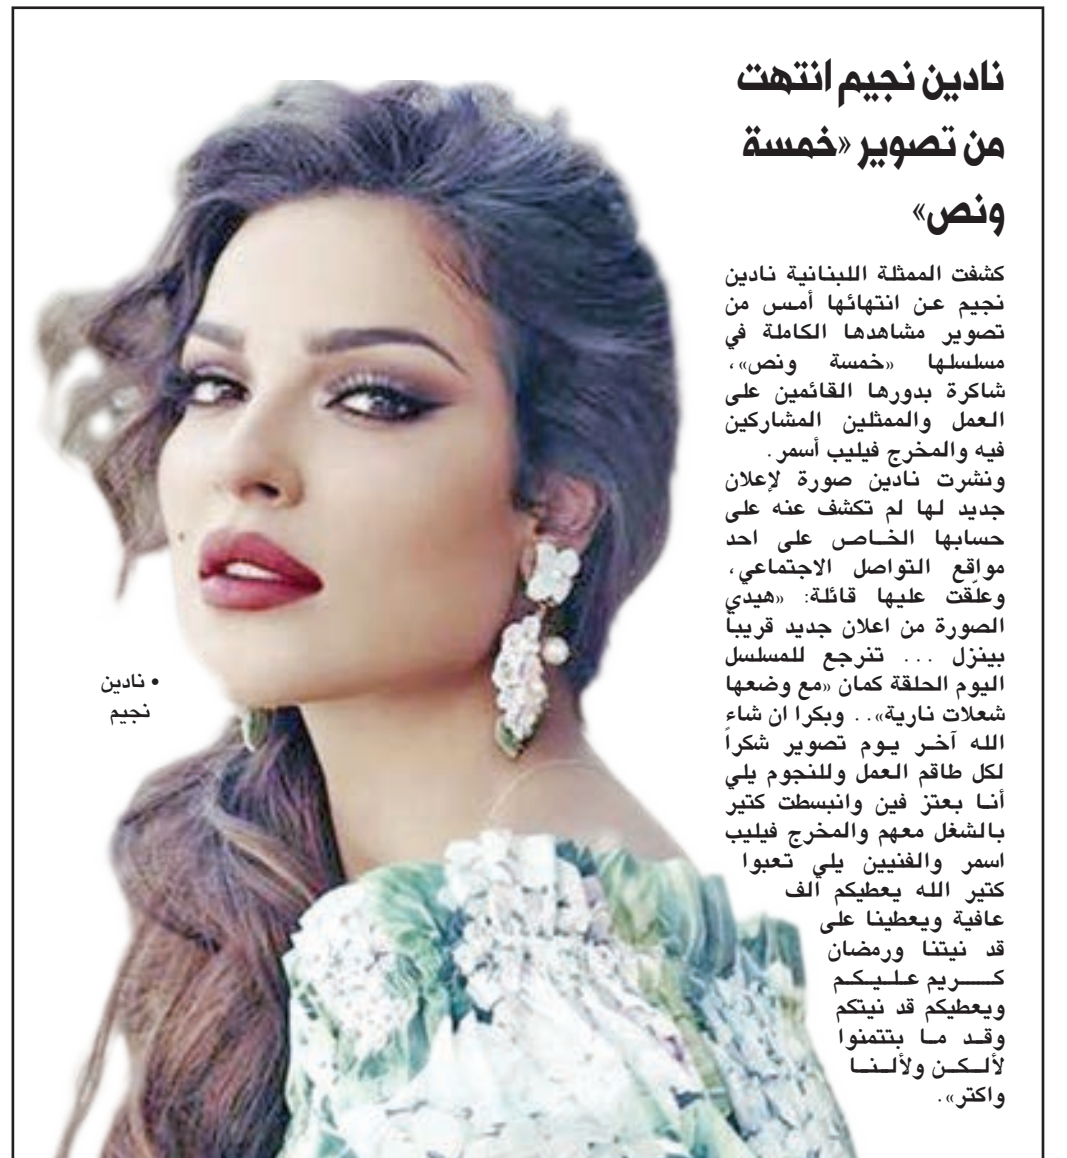 نادين نجيم انتهت
من تصوير «خمسة
ونص»
كشفت الممثلة اللبنانية نادين
نجيم عن انتهائها أمس من
تصوير مشاهدها الكاملة في
مسلسلها «خمسة ونص»،
شاكرة بدورها القائمين على
العمل والممثلين المشاركين
فيه والمخرج فيليب أسمر.
ونشرت نادين صورة لإعلان
جديد لها لم تكشف عنه على
حسابها الخاص على احد
مواقع التواصل الاجتماعي،
وعلّقت عليها قائلة: «هيدي
الصورة من اعلان جديد قريباً
بينزل ... تنرجع للمسلسل
اليوم الحلقة كمان «مع وضعها
شعلات نارية».. وبكرا ان شاء
الله آخر يوم تصوير شكراً
لكل طاقم العمل وللنجوم يلي
أنا بعتز فين وانبسطت كتير
بالشغل معهم والمخرج فيليب
اسمر والفنيين يلي تعبوا
كتير الله يعطيكم الف
عافية ويعطينا على
قد نيتنا ورمضان
كريم عليكم
ويعطيكم قد نيتكم
وقد ما بتتمنوا
لألكن ولألنا
واكتر».
• نادين
نجيم